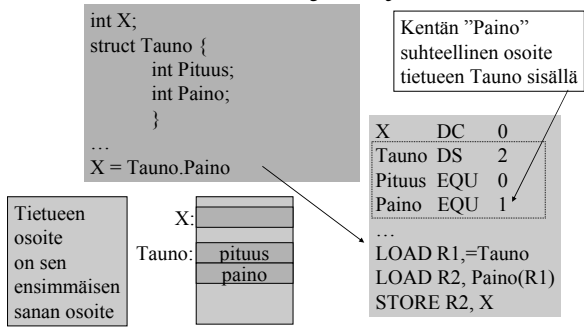 int X;
struct Tauno {
int Pituus;
int Paino;
}
…
X = Tauno.Paino
Kentän ”Paino”
suhteellinen osoite
tietueen Tauno sisällä
X DC 0
Tauno DS 2
Pituus EQU 0
Paino EQU 1
…
LOAD R1,=Tauno
LOAD R2, Paino(R1)
STORE R2, X
Tietueen
osoite
on sen
ensimmäisen
sanan osoite
X:
Tauno:
pituus
paino